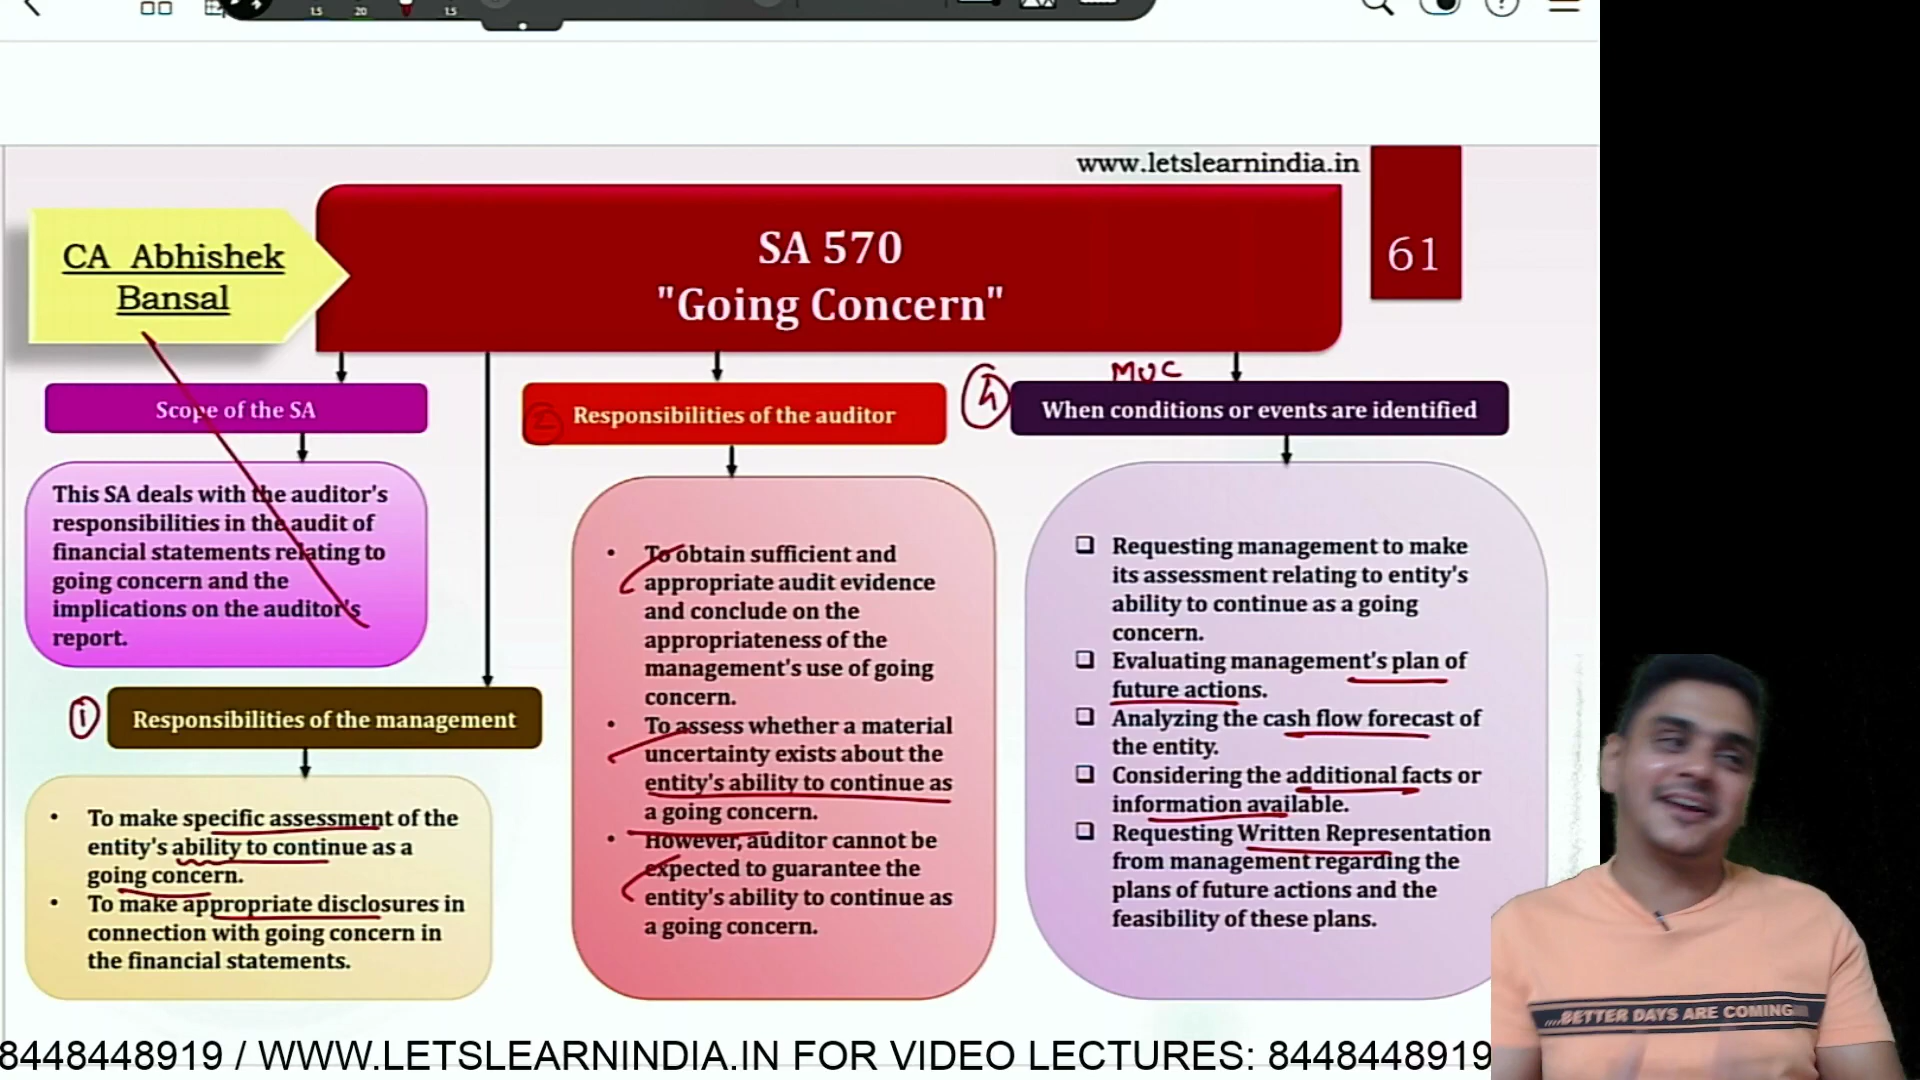 15 20 15
www.letslearnindia.in
CA Abhishek
Bansal
SA 570
"Going Concern"
61
Scope of the SA
This SA deals with the auditor's
responsibilities in the audit of
financial statements relating to
going concern and the
implications on the auditor's
report.
1
Responsibilities of the management
• To make specific assessment of the
entity's ability to continue as a
going concern.
• To make appropriate disclosures in
connection with going concern in
the financial statements.
2
Responsibilities of the auditor
• To obtain sufficient and
appropriate audit evidence
and conclude on the
appropriateness of the
management's use of going
concern.
• To assess whether a material
uncertainty exists about the
entity's ability to continue as
a going concern.
• However, auditor cannot be
expected to guarantee the
entity's ability to continue as
a going concern.
MUC
When conditions or events are identified
❑ Requesting management to make
its assessment relating to entity's
ability to continue as a going
concern.
❑ Evaluating management's plan of
future actions.
❑ Analyzing the cash flow forecast of
the entity.
❑ Considering the additional facts or
information available.
❑ Requesting Written Representation
from management regarding the
plans of future actions and the
feasibility of these plans.
....BETTER DAYS ARE COMING
8448448919 / WWW.LETSLEARNINDIA.IN FOR VIDEO LECTURES: 8448448919